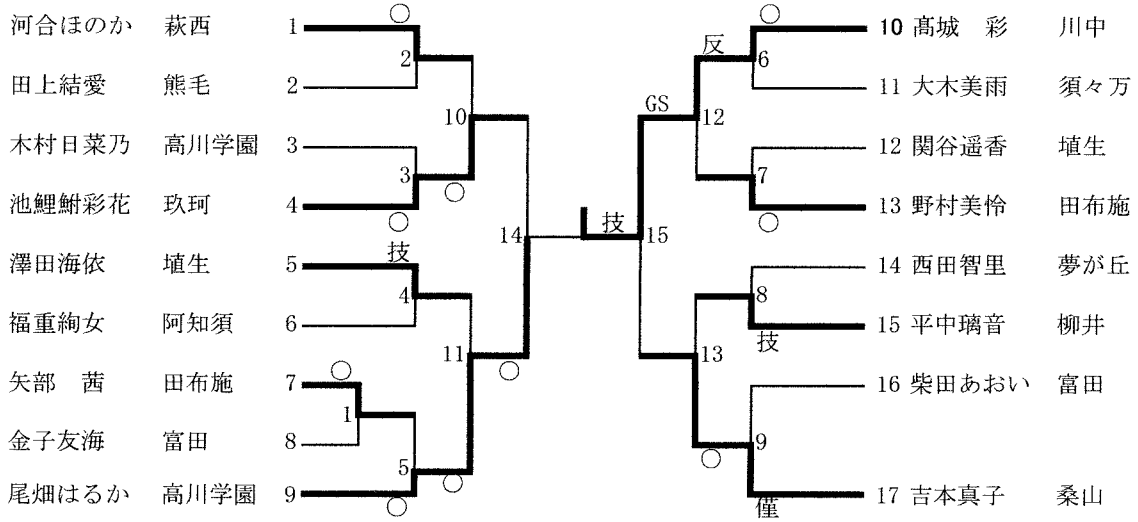 河合ほのか 萩西 1 ○
田上結愛 熊毛 2
木村日菜乃 高川学園 3
池鯉鮒彩花 玖珂 4 ○
澤田海依 埴生 5 技
福重絢女 阿知須 6
矢部 茜 田布施 7 ○
金子友海 富田 8
尾畑はるか 高川学園 9 ○
2
10
3 ○
4
11 ○
1
5 ○
14
技
15
GS
反
12
○
6
7
○
13
8
技
○
9
僅
10 髙城 彩 川中
11 大木美雨 須々万
12 関谷遥香 埴生
13 野村美怜 田布施
14 西田智里 夢が丘
15 平中璃音 柳井
16 柴田あおい 富田
17 吉本真子 桑山